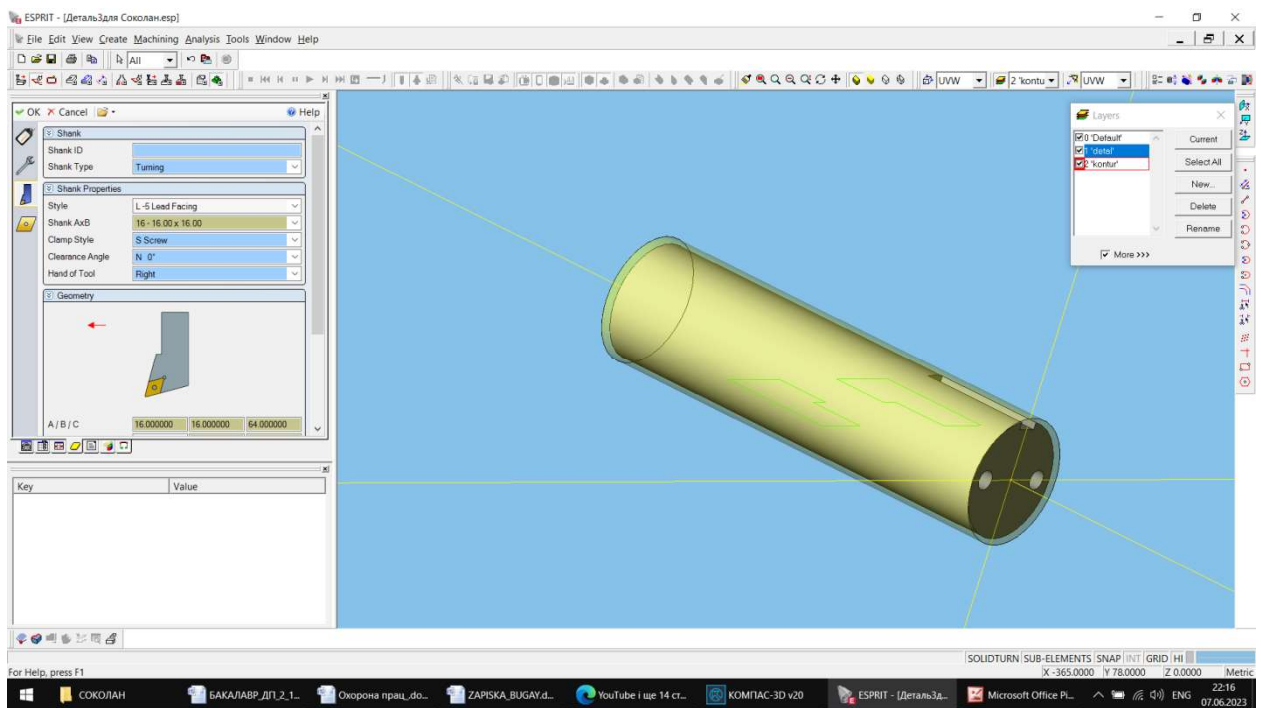 ESPRIT - [Деталь3для Соколан.esp]
File Edit View Create Machining Analysis Tools Window Help
All
UVW 2 'kontu UVW
OK Cancel Help
Shank
Shank ID
Shank Type Turning
Shank Properties
Style L -5 Lead Facing
Shank AxB 16 - 16.00 x 16.00
Clamp Style S Screw
Clearance Angle N 0°
Hand of Tool Right
Geometry
A / B / C 16.000000 16.000000 64.000000
Key Value
Layers
0 'Default' Current
1 'detal' Select All
2 'kontur' New...
Delete
Rename
More >>>
SOLIDTURN SUB-ELEMENTS SNAP INT GRID HI
For Help, press F1 X -365.0000 Y 78.0000 Z 0.0000 Metric
СОКОЛАН БАКАЛАВР_ДП_2_1... Охорона прац_.do... ZAPISKA_BUGAY.d... YouTube і ще 14 ст... КОМПАС-3D v20 ESPRIT - [Деталь3д... Microsoft Office Pi... ENG 22:16
07.06.2023